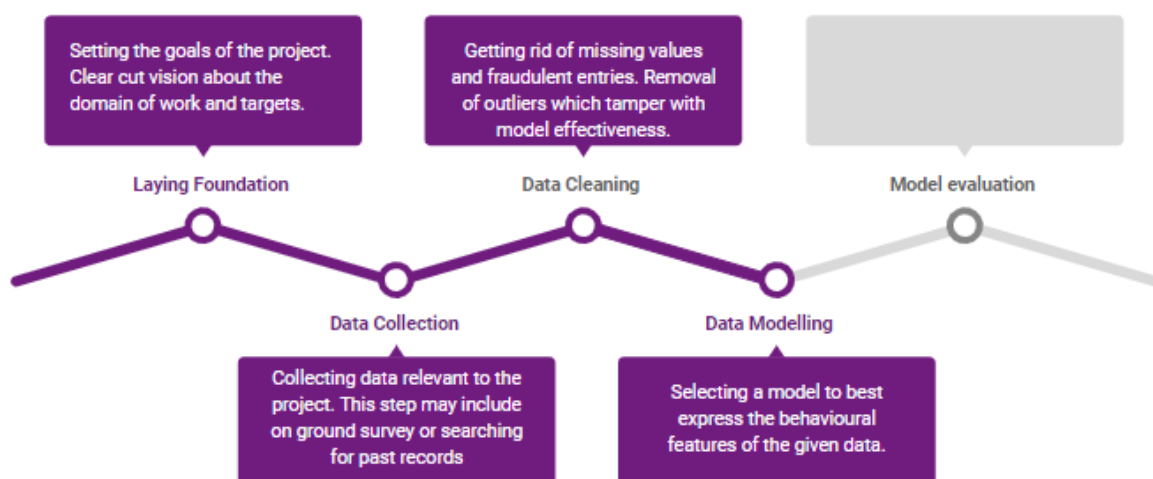 Setting the goals of the project.
Clear cut vision about the
domain of work and targets.
Getting rid of missing values
and fraudulent entries. Removal
of outliers which tamper with
model effectiveness.
Laying Foundation
Data Cleaning
Model evaluation
Data Collection
Data Modelling
Collecting data relevant to the
project. This step may include
on ground survey or searching
for past records
Selecting a model to best
express the behavioural
features of the given data.